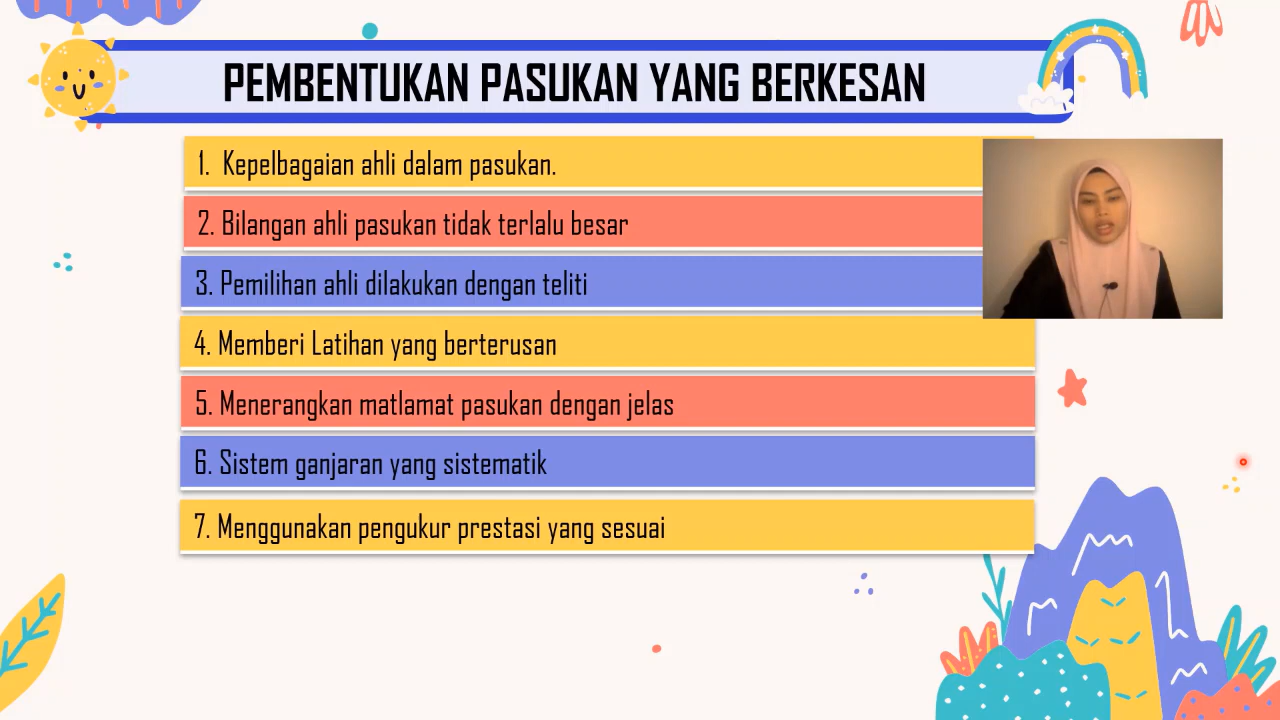 PEMBENTUKAN PASUKAN YANG BERKESAN
1. Kepelbagaian ahli dalam pasukan.
2. Bilangan ahli pasukan tidak terlalu besar
3. Pemilihan ahli dilakukan dengan teliti
4. Memberi Latihan yang berterusan
5. Menerangkan matlamat pasukan dengan jelas
6. Sistem ganjaran yang sistematik
7. Menggunakan pengukur prestasi yang sesuai